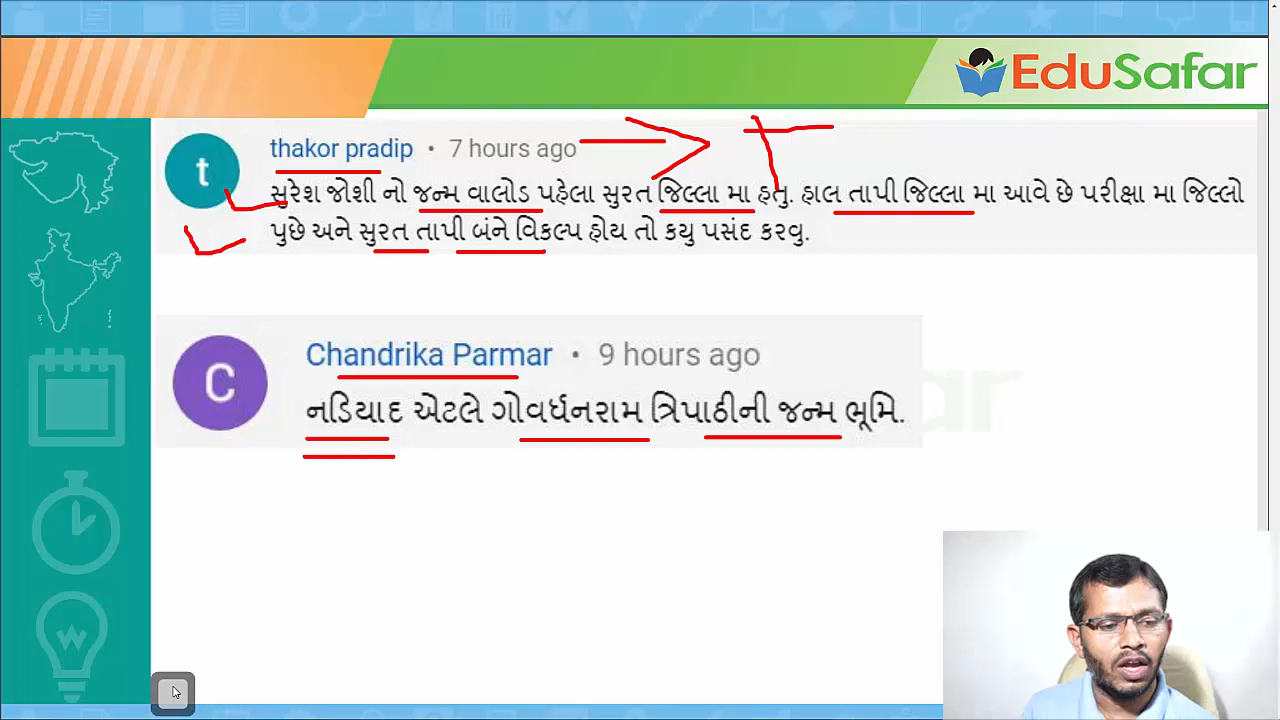 EduSafar
thakor pradip • 7 hours ago
t
સુરેશ જોશી નો જન્મ વાલોડ પહેલા સુરત જિલ્લા મા હતુ. હાલ તાપી જિલ્લા મા આવે છે પરીક્ષા મા જિલ્લો
પુછે અને સુરત તાપી બંને વિકલ્પ હોય તો કયુ પસંદ કરવુ.
Chandrika Parmar • 9 hours ago
C
નડિયાદ એટલે ગોવર્ધનરામ ત્રિપાઠીની જન્મ ભૂમિ.